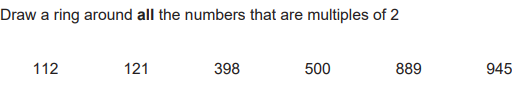 Draw a ring around all the numbers that are multiples of 2
112 121 398 500 889 945